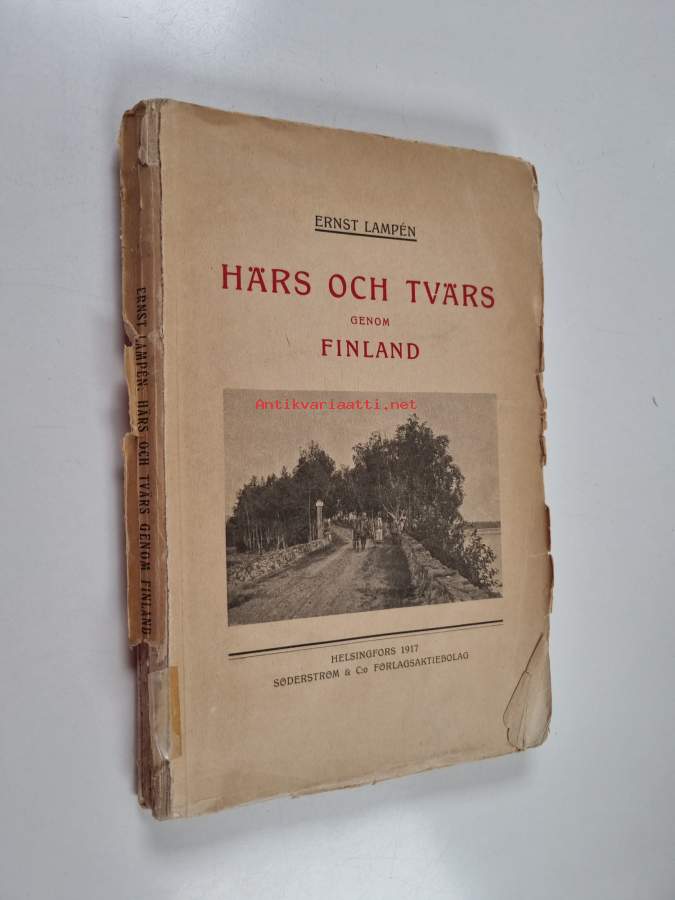 ERNST LAMPÉN
HÄRS OCH TVÄRS
GENOM
FINLAND
Antikvariaatti.net
HELSINGFORS 1917
SØDERSTRØM & C:o FØRLAGSAKTIEBOLAG
ERNST LAMPÉN: HÄRS OCH TVÄRS GENOM FINLAND